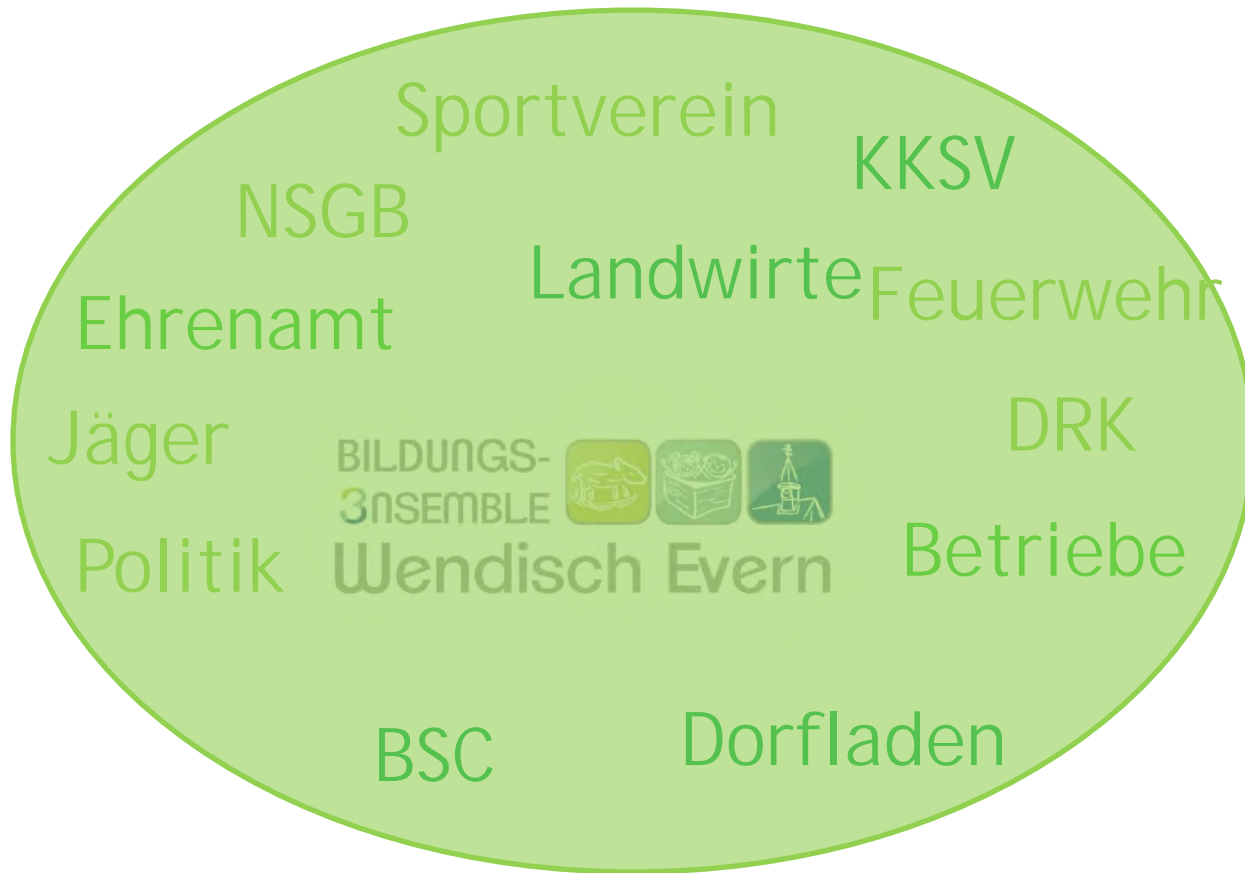 Sportverein
KKSV
NSGB
Landwirte
Feuerwehr
Ehrenamt
DRK
Jäger
BILDUNGS-
3NSEMBLE
Wendisch Evern
Betriebe
Politik
Dorfladen
BSC